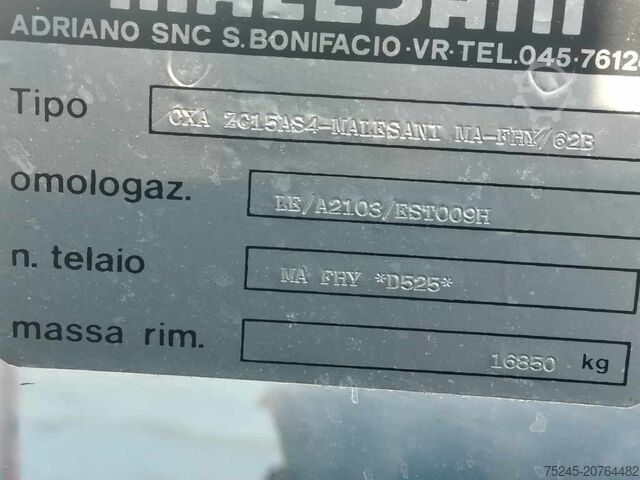 MALESANI
ADRIANO SNC S.BONIFACIO·VR·TEL.045·7612
Tipo CXA ZC15AS4-MALESANI MA-FHY/62B
omologaz. LE/A2103/EST009H
n. telaio MA FHY *D525*
massa rim. 16850 kg
75245-20764482